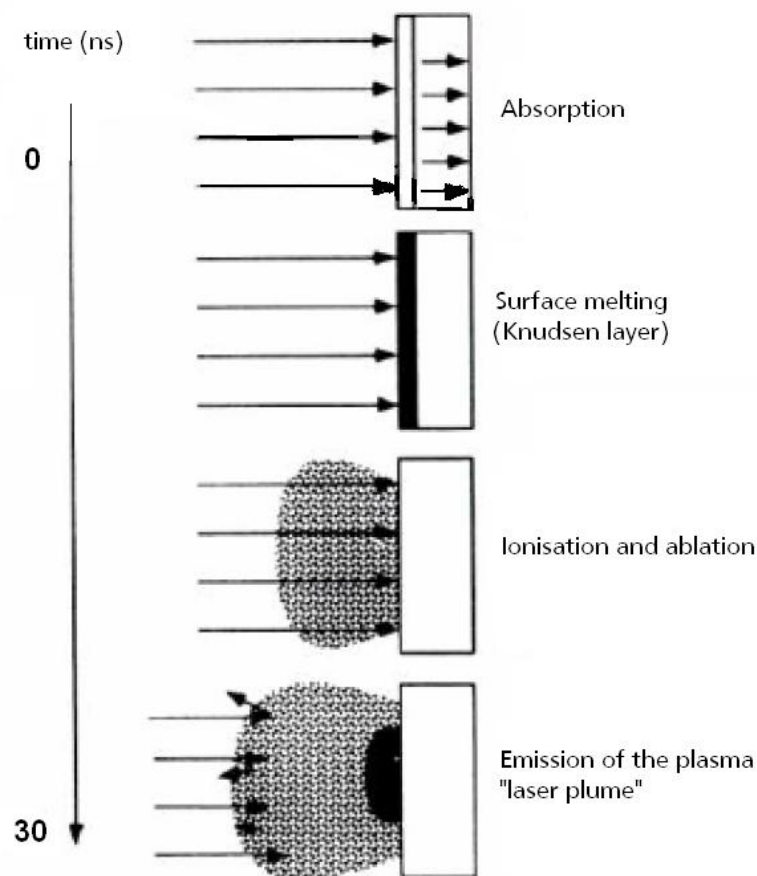 time (ns)
Absorption
0
Surface melting
(Knudsen layer)
Ionisation and ablation
Emission of the plasma
"laser plume"
30